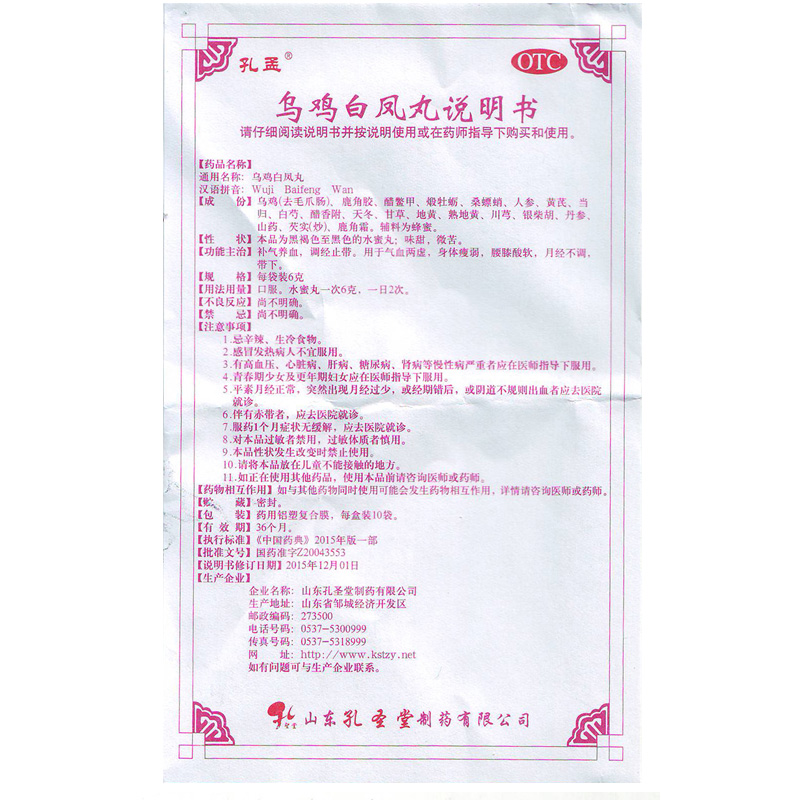 孔孟®
OTC
乌鸡白凤丸说明书
请仔细阅读说明书并按说明使用或在药师指导下购买和使用。
【药品名称】
通用名称：乌鸡白凤丸
汉语拼音：Wuji Baifeng Wan
【成 份】乌鸡(去毛爪肠)、鹿角胶、醋鳖甲、煅牡蛎、桑螵蛸、人参、黄芪、当
归、白芍、醋香附、天冬、甘草、地黄、熟地黄、川芎、银柴胡、丹参、
山药、芡实(炒)、鹿角霜。辅料为蜂蜜。
【性 状】本品为黑褐色至黑色的水蜜丸；味甜，微苦。
【功能主治】补气养血，调经止带。用于气血两虚，身体瘦弱，腰膝酸软，月经不调，
带下。
【规 格】每袋装6克
【用法用量】口服。水蜜丸一次6克，一日2次。
【不良反应】尚不明确。
【禁 忌】尚不明确。
【注意事项】
1.忌辛辣、生冷食物。
2.感冒发热病人不宜服用。
3.有高血压、心脏病、肝病、糖尿病、肾病等慢性病严重者应在医师指导下服用。
4.青春期少女及更年期妇女应在医师指导下服用。
5.平素月经正常，突然出现月经过少，或经期错后，或阴道不规则出血者应去医院
就诊。
6.伴有赤带者，应去医院就诊。
7.服药1个月症状无缓解，应去医院就诊。
8.对本品过敏者禁用，过敏体质者慎用。
9.本品性状发生改变时禁止使用。
10.请将本品放在儿童不能接触的地方。
11.如正在使用其他药品，使用本品前请咨询医师或药师。
【药物相互作用】如与其他药物同时使用可能会发生药物相互作用，详情请咨询医师或药师。
【贮 藏】密封。
【包 装】药用铝塑复合膜，每盒装10袋。
【有 效 期】36个月。
【执行标准】《中国药典》2015年版一部
【批准文号】国药准字Z20043553
【说明书修订日期】2015年12月01日
【生产企业】
企业名称：山东孔圣堂制药有限公司
生产地址：山东省邹城经济开发区
邮政编码：273500
电话号码：0537-5300999
传真号码：0537-5318999
网 址：http://www.kstzy.net
如有问题可与生产企业联系。
山东孔圣堂制药有限公司